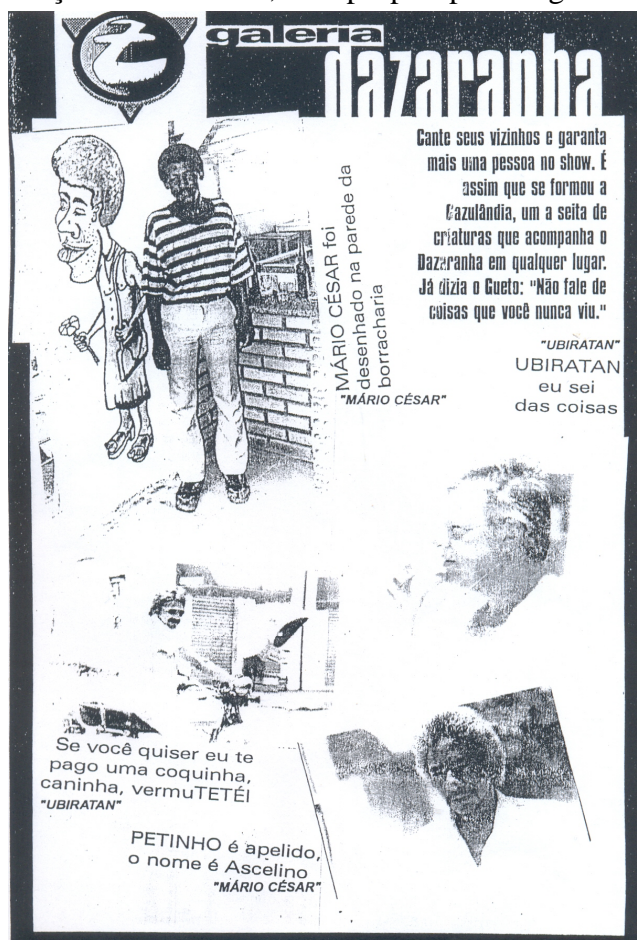 galeria
dazaranha
Cante seus vizinhos e garanta
mais uma pessoa no show. É
assim que se formou a
Dazulândia, um a seita de
criaturas que acompanha o
Dazaranha em qualquer lugar.
Já dizia o Gueto: "Não fale de
coisas que você nunca viu."
MÁRIO CÉSAR foi
desenhado na parede da
borracharia
"MÁRIO CÉSAR"
"UBIRATAN"
UBIRATAN
eu sei
das coisas
Se você quiser eu te
pago uma coquinha,
caninha, vermuTETÉI
"UBIRATAN"
PETINHO é apelido,
o nome é Ascelino
"MÁRIO CÉSAR"